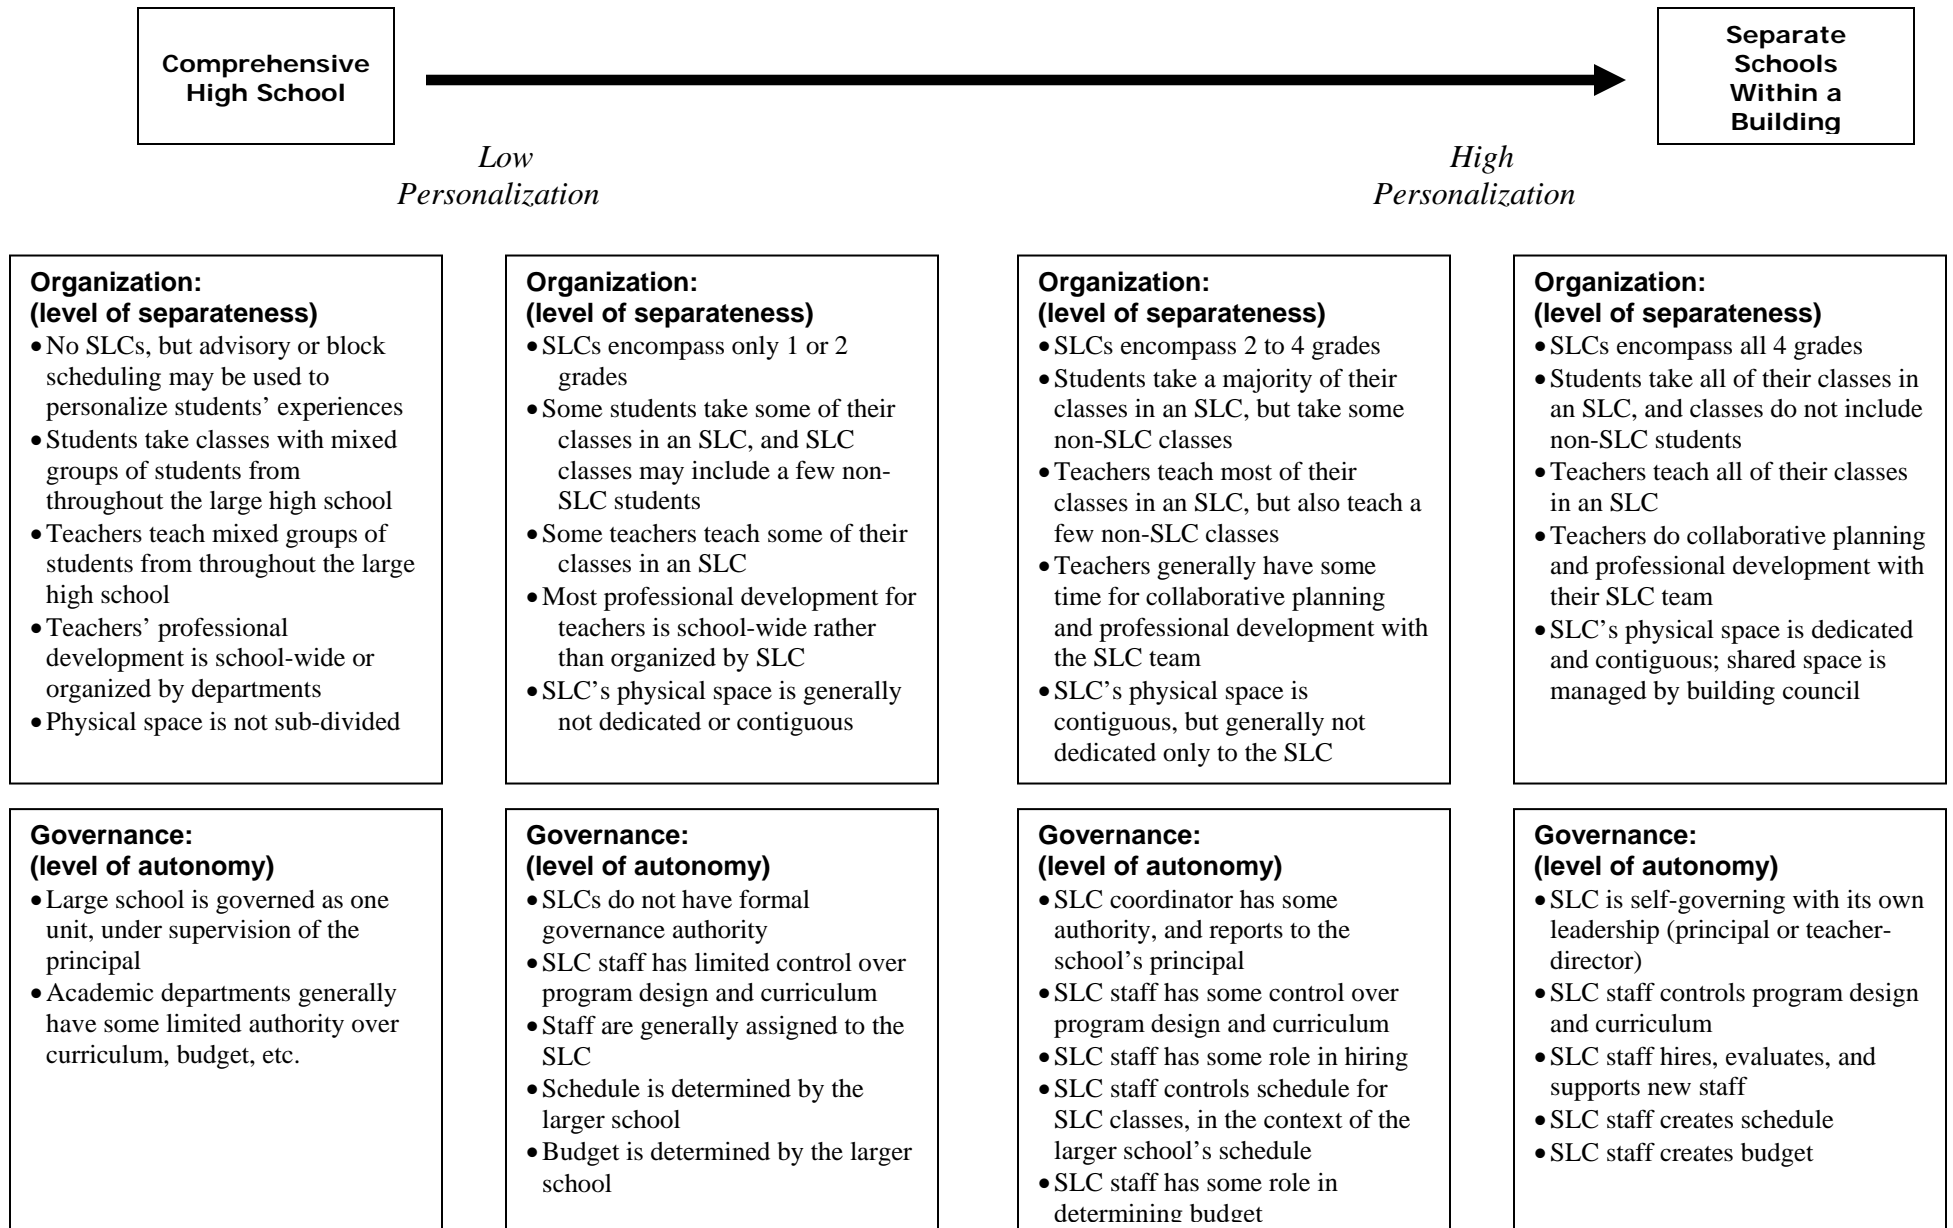 Comprehensive
High School
Separate
Schools
Within a
Building
Low
Personalization
High
Personalization
Organization:
(level of separateness)
• No SLCs, but advisory or block
scheduling may be used to
personalize students’ experiences
• Students take classes with mixed
groups of students from
throughout the large high school
• Teachers teach mixed groups of
students from throughout the large
high school
• Teachers’ professional
development is school-wide or
organized by departments
• Physical space is not sub-divided
Organization:
(level of separateness)
• SLCs encompass only 1 or 2
grades
• Some students take some of their
classes in an SLC, and SLC
classes may include a few non-
SLC students
• Some teachers teach some of their
classes in an SLC
• Most professional development for
teachers is school-wide rather
than organized by SLC
• SLC’s physical space is generally
not dedicated or contiguous
Organization:
(level of separateness)
• SLCs encompass 2 to 4 grades
• Students take a majority of their
classes in an SLC, but take some
non-SLC classes
• Teachers teach most of their
classes in an SLC, but also teach a
few non-SLC classes
• Teachers generally have some
time for collaborative planning
and professional development with
the SLC team
• SLC’s physical space is
contiguous, but generally not
dedicated only to the SLC
Organization:
(level of separateness)
• SLCs encompass all 4 grades
• Students take all of their classes in
an SLC, and classes do not include
non-SLC students
• Teachers teach all of their classes
in an SLC
• Teachers do collaborative planning
and professional development with
their SLC team
• SLC’s physical space is dedicated
and contiguous; shared space is
managed by building council
Governance:
(level of autonomy)
• Large school is governed as one
unit, under supervision of the
principal
• Academic departments generally
have some limited authority over
curriculum, budget, etc.
Governance:
(level of autonomy)
• SLCs do not have formal
governance authority
• SLC staff has limited control over
program design and curriculum
• Staff are generally assigned to the
SLC
• Schedule is determined by the
larger school
• Budget is determined by the larger
school
Governance:
(level of autonomy)
• SLC coordinator has some
authority, and reports to the
school’s principal
• SLC staff has some control over
program design and curriculum
• SLC staff has some role in hiring
• SLC staff controls schedule for
SLC classes, in the context of the
larger school’s schedule
• SLC staff has some role in
determining budget
Governance:
(level of autonomy)
• SLC is self-governing with its own
leadership (principal or teacher-
director)
• SLC staff controls program design
and curriculum
• SLC staff hires, evaluates, and
supports new staff
• SLC staff creates schedule
• SLC staff creates budget